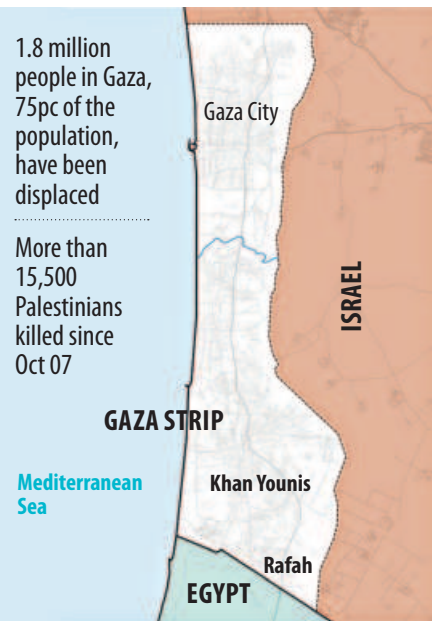 1.8 million
people in Gaza,
75pc of the
population,
have been
displaced
More than
15,500
Palestinians
killed since
Oct 07
Gaza City
ISRAEL
GAZA STRIP
Mediterranean
Sea
Khan Younis
Rafah
EGYPT